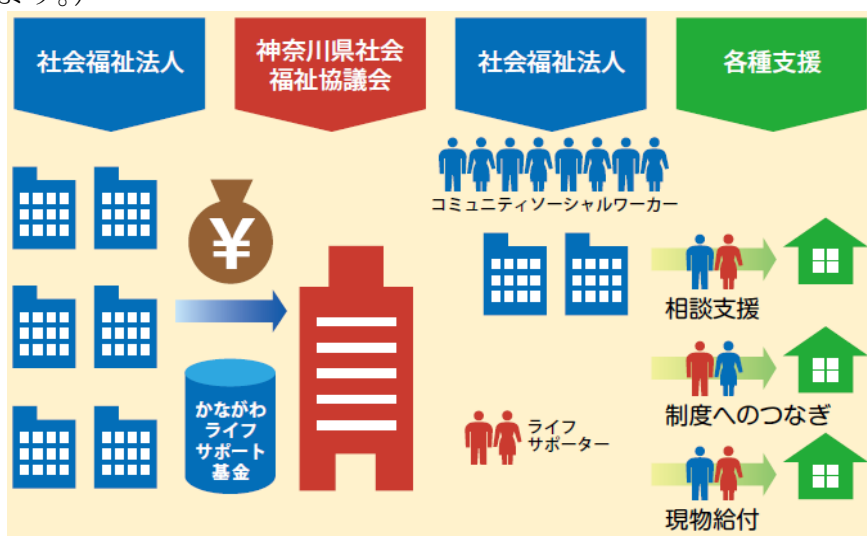 ます。)
社会福祉法人
神奈川県社会
福祉協議会
社会福祉法人
各種支援
コミュニティソーシャルワーカー
¥
かながわ
ライフ
サポート
基金
ライフ
サポーター
相談支援
制度へのつなぎ
現物給付